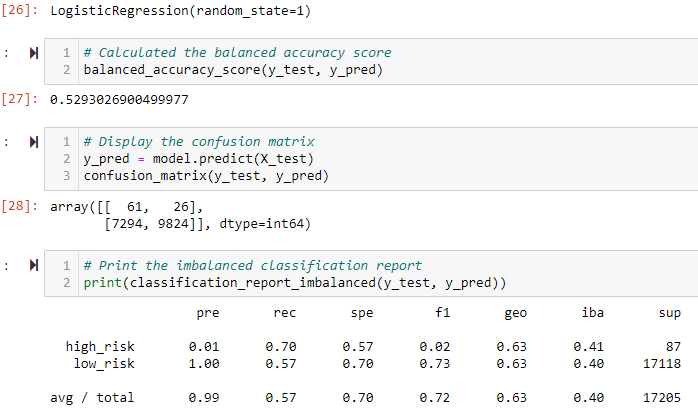 [26]: LogisticRegression(random_state=1)
: 1 # Calculated the balanced accuracy score
2 balanced_accuracy_score(y_test, y_pred)
[27]: 0.5293026900499977
: 1 # Display the confusion matrix
2 y_pred = model.predict(X_test)
3 confusion_matrix(y_test, y_pred)
[28]: array([[ 61, 26],
[7294, 9824]], dtype=int64)
: 1 # Print the imbalanced classification report
2 print(classification_report_imbalanced(y_test, y_pred))
pre rec spe f1 geo iba sup
high_risk 0.01 0.70 0.57 0.02 0.63 0.41 87
low_risk 1.00 0.57 0.70 0.73 0.63 0.40 17118
avg / total 0.99 0.57 0.70 0.72 0.63 0.40 17205